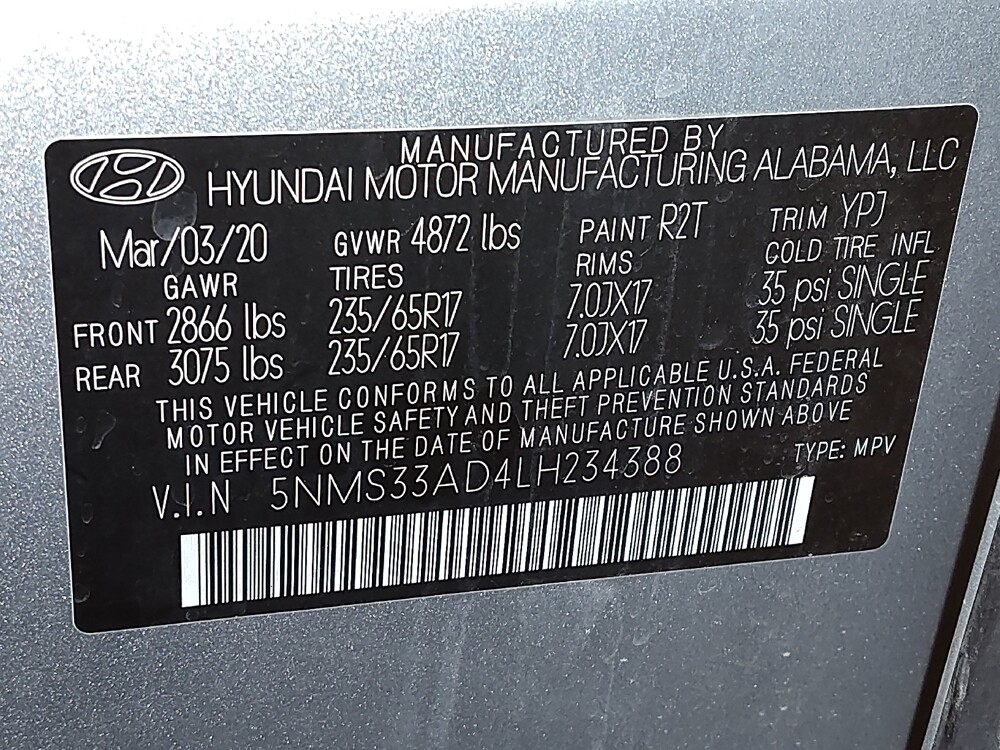 MANUFACTURED BY
HYUNDAI MOTOR MANUFACTURING ALABAMA, LLC
Mar/03/20 GVWR 4872 lbs PAINT R2T TRIM YPJ
GAWR TIRES RIMS COLD TIRE INFL
FRONT 2866 lbs 235/65R17 7.0JX17 35 psi SINGLE
REAR 3075 lbs 235/65R17 7.0JX17 35 psi SINGLE
THIS VEHICLE CONFORMS TO ALL APPLICABLE U.S.A. FEDERAL
MOTOR VEHICLE SAFETY AND THEFT PREVENTION STANDARDS
IN EFFECT ON THE DATE OF MANUFACTURE SHOWN ABOVE
V.I.N 5NMS33AD4LH234388 TYPE: MPV